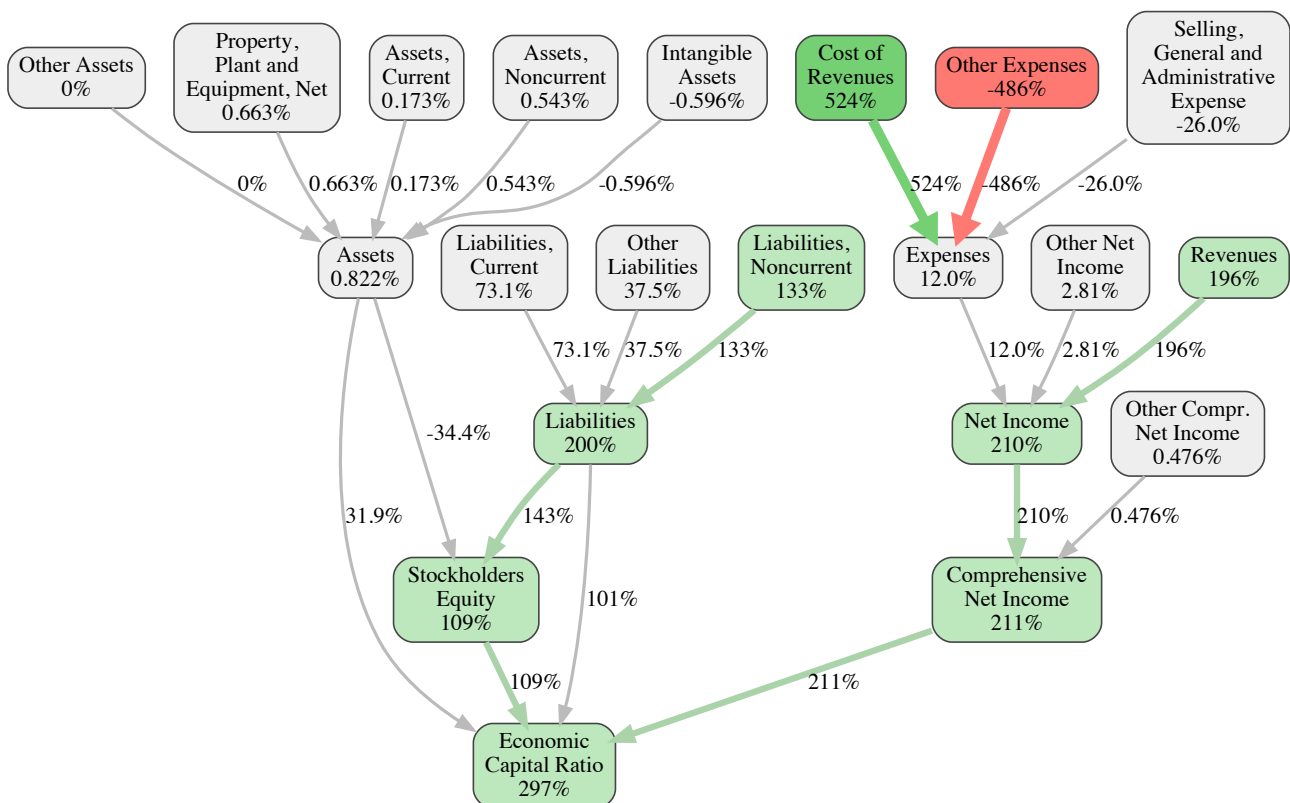 Other Assets
0%
Property,
Plant and
Equipment, Net
0.663%
Assets,
Current
0.173%
Assets,
Noncurrent
0.543%
Intangible
Assets
-0.596%
Cost of
Revenues
524%
Other Expenses
-486%
Selling,
General and
Administrative
Expense
-26.0%
0%
0.663%
0.173%
0.543%
-0.596%
524%
-486%
-26.0%
Assets
0.822%
Liabilities,
Current
73.1%
Other
Liabilities
37.5%
Liabilities,
Noncurrent
133%
Expenses
12.0%
Other Net
Income
2.81%
Revenues
196%
73.1%
37.5%
133%
12.0%
2.81%
196%
-34.4%
Liabilities
200%
Net Income
210%
Other Compr.
Net Income
0.476%
31.9%
143%
210%
0.476%
Stockholders
Equity
109%
101%
Comprehensive
Net Income
211%
109%
211%
Economic
Capital Ratio
297%